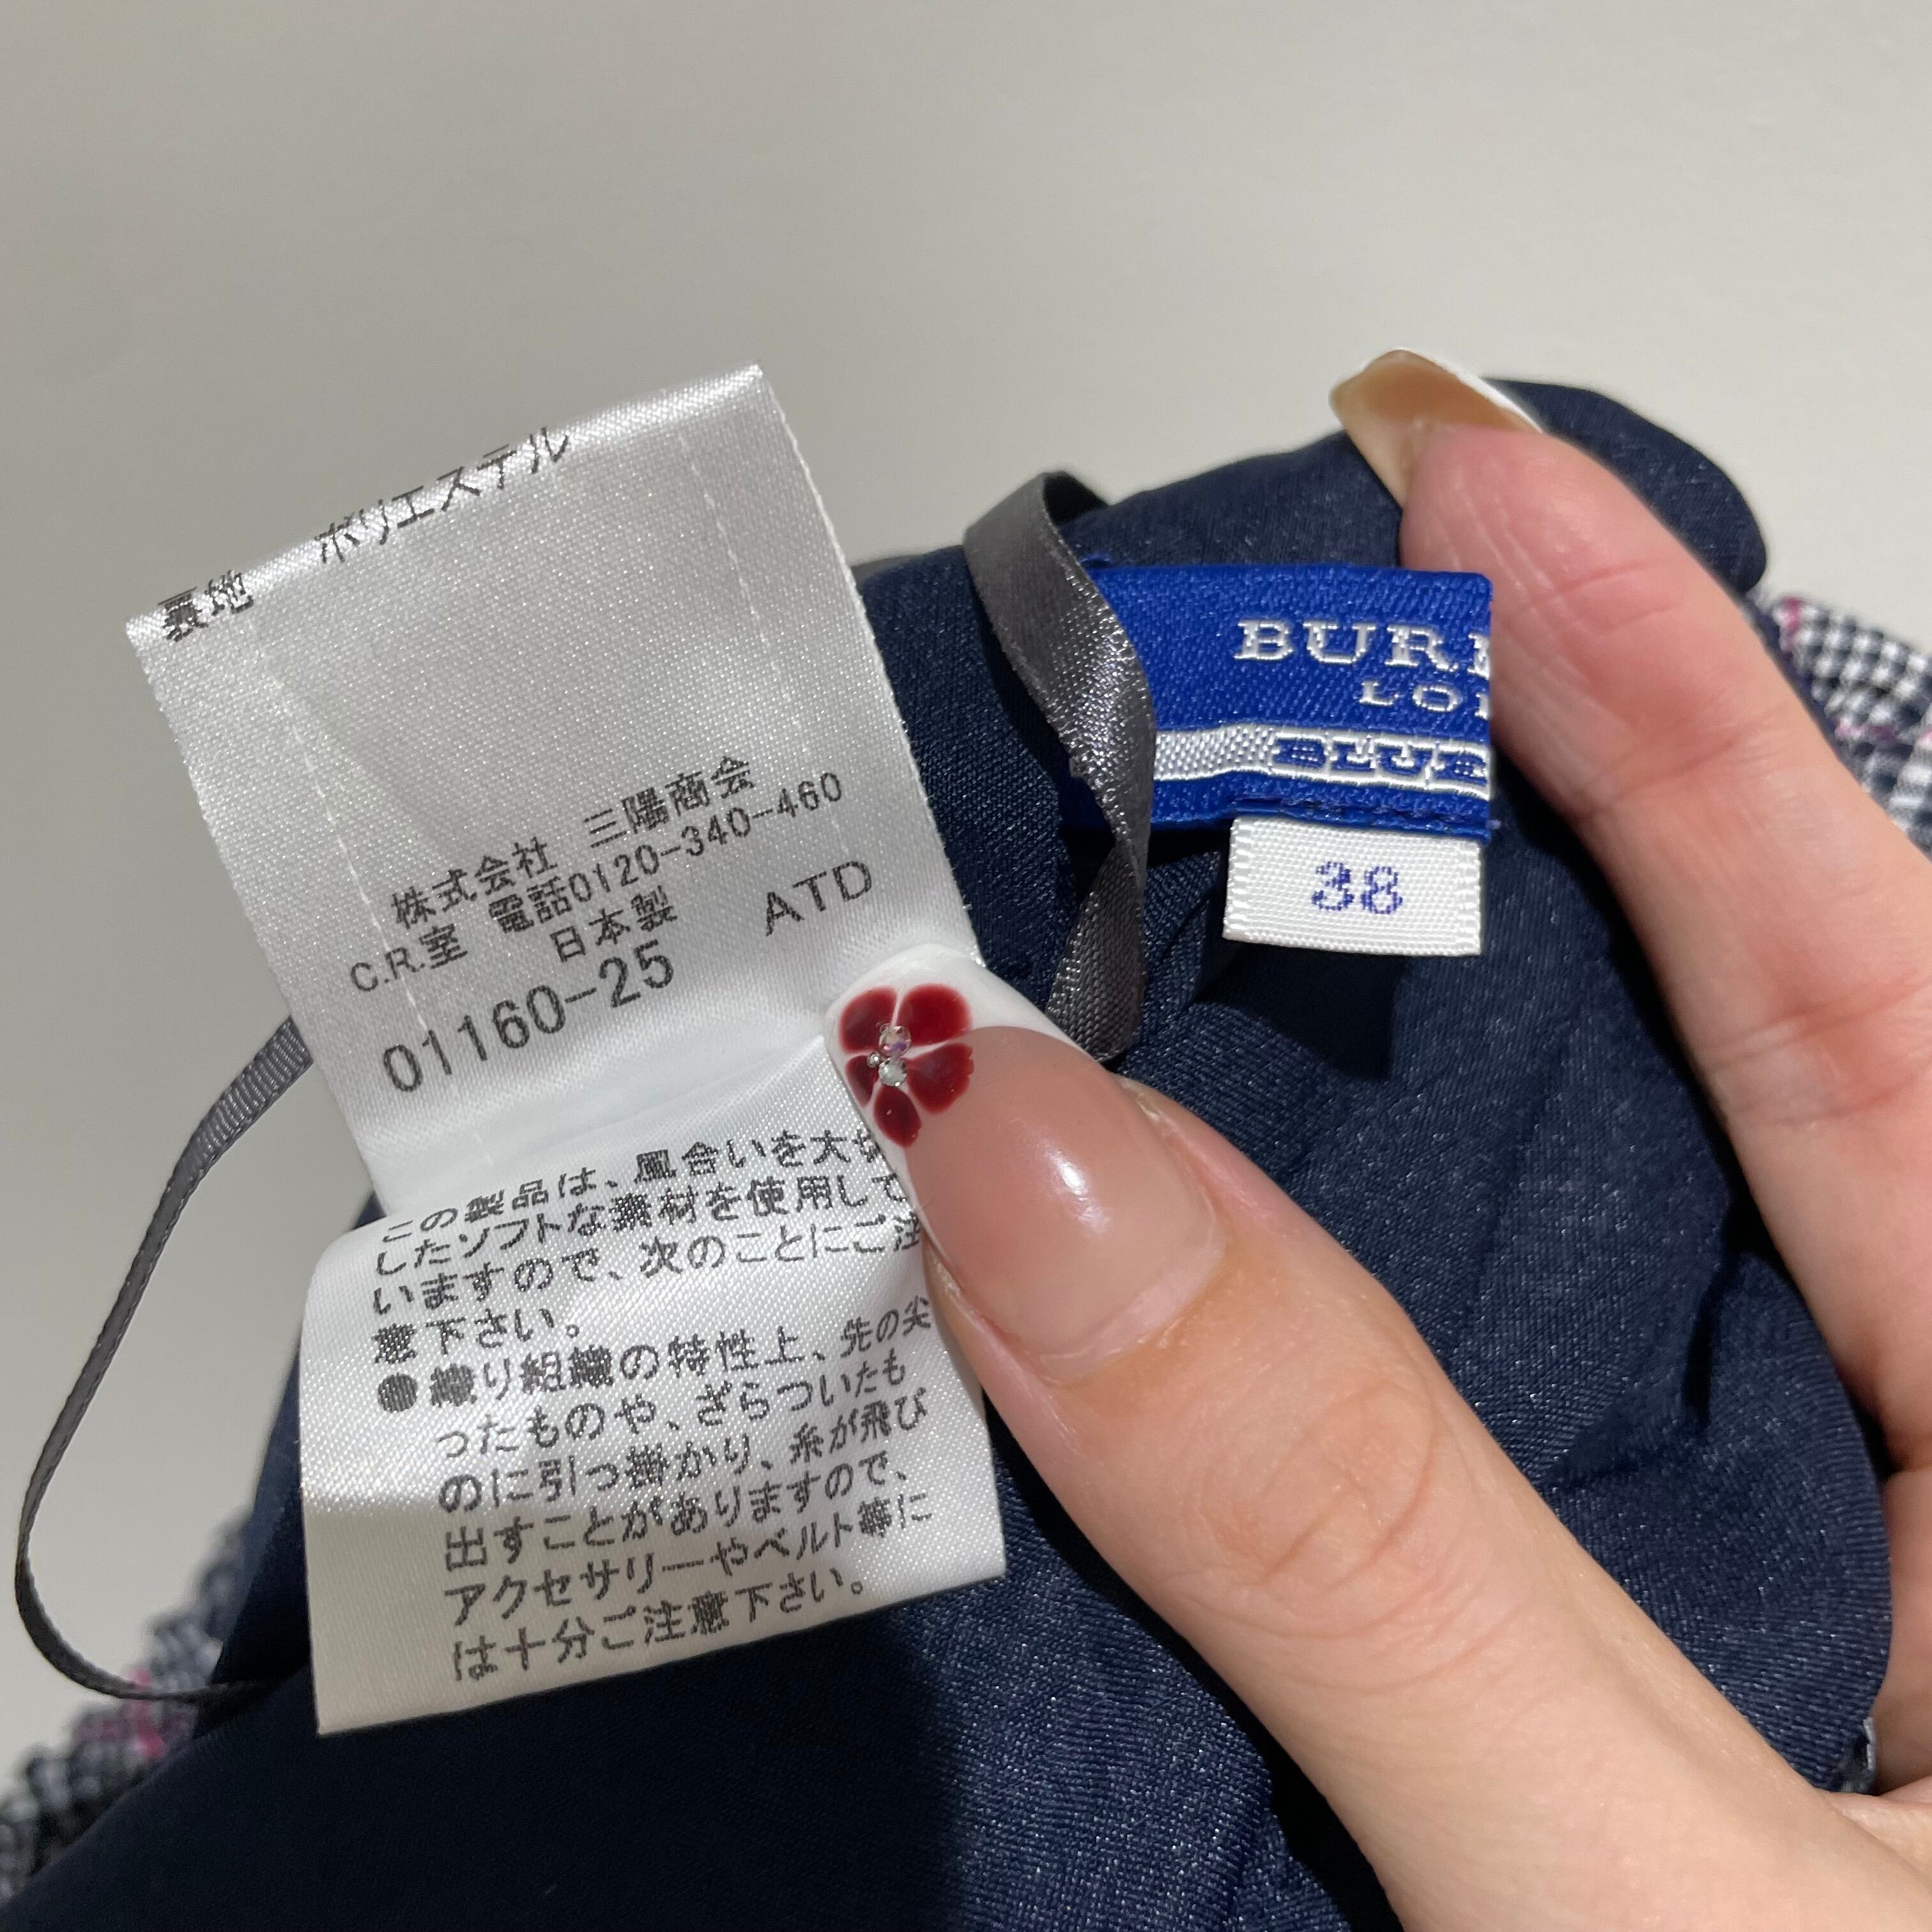 裏地 ポリエステル
株式会社 三陽商会
C.R.室 電話0120-340-460
日本製 ATD
01160-25
この製品は、風合いを大切
したソフトな素材を使用して
いますので、次のことにご注
意下さい。
●織り組織の特性上、先の尖
ったものや、ざらついたも
のに引っ掛かり、糸が飛び
出すことがありますので、
アクセサリーやベルト等に
は十分ご注意下さい。
BUR
LO
BLUE
38